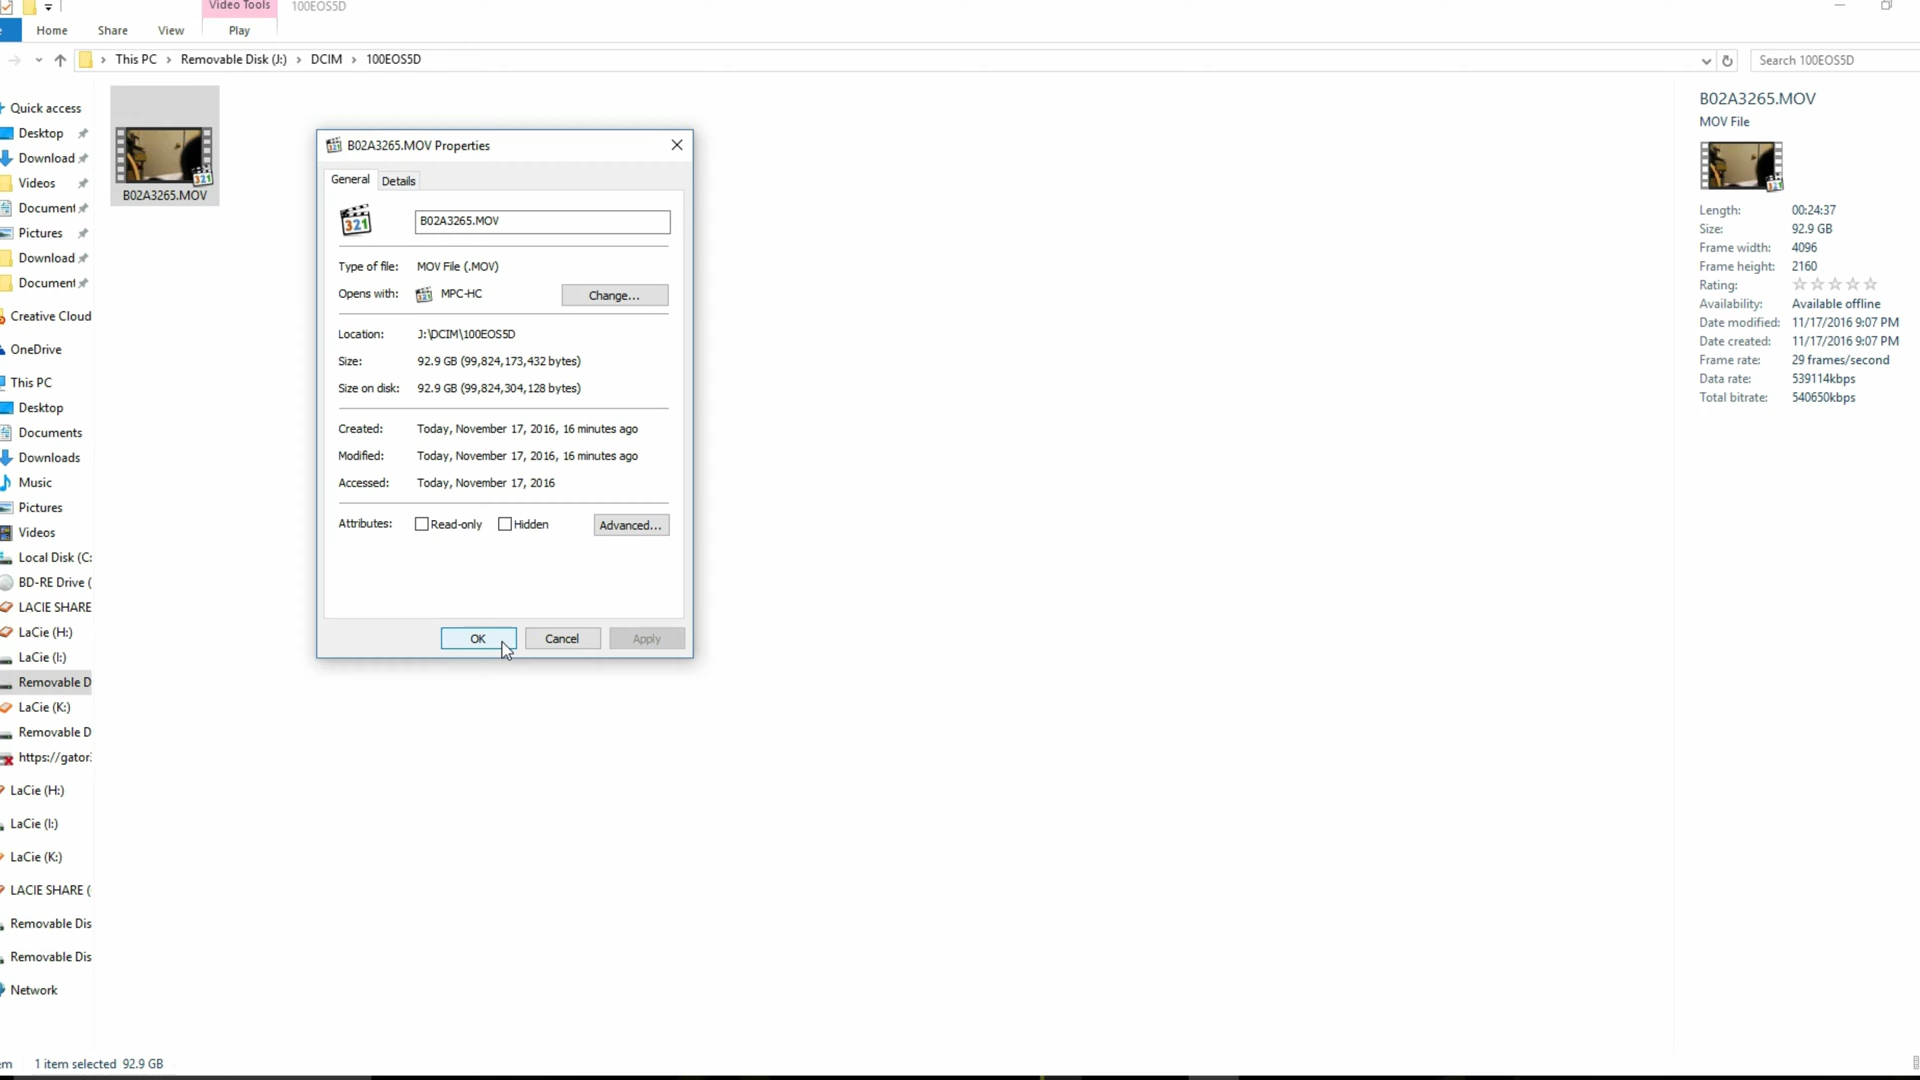 Video Tools 100EOS5D
Home Share View Play
This PC > Removable Disk (J:) > DCIM > 100EOS5D
Search 100EOS5D
Quick access
Desktop
Download
Videos
Document
Pictures
Download
Document
Creative Cloud
OneDrive
This PC
Desktop
Documents
Downloads
Music
Pictures
Videos
Local Disk (C:
BD-RE Drive (
LACIE SHARE
LaCie (H:)
LaCie (I:)
Removable D
LaCie (K:)
Removable D
https://gator
LaCie (H:)
LaCie (I:)
LaCie (K:)
LACIE SHARE (
Removable Dis
Removable Dis
Network
321
B02A3265.MOV
B02A3265.MOV Properties
General Details
321
B02A3265.MOV
Type of file: MOV File (.MOV)
Opens with: MPC-HC Change...
Location: J:\DCIM\100EOS5D
Size: 92.9 GB (99,824,173,432 bytes)
Size on disk: 92.9 GB (99,824,304,128 bytes)
Created: Today, November 17, 2016, 16 minutes ago
Modified: Today, November 17, 2016, 16 minutes ago
Accessed: Today, November 17, 2016
Attributes: Read-only Hidden Advanced...
OK Cancel Apply
B02A3265.MOV
MOV File
321
Length: 00:24:37
Size: 92.9 GB
Frame width: 4096
Frame height: 2160
Rating:
Availability: Available offline
Date modified: 11/17/2016 9:07 PM
Date created: 11/17/2016 9:07 PM
Frame rate: 29 frames/second
Data rate: 539114kbps
Total bitrate: 540650kbps
1 item selected 92.9 GB